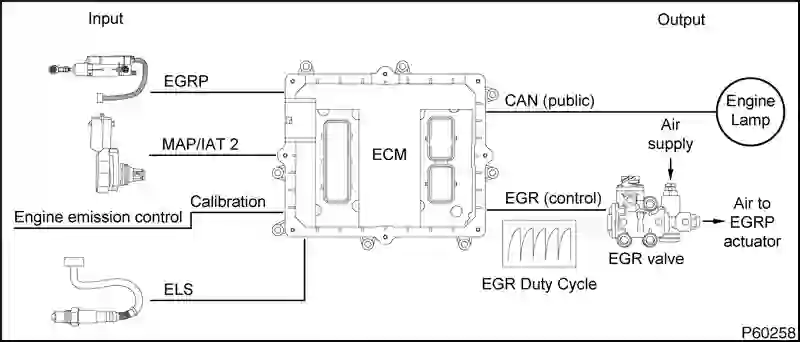 Input
Output
EGRP
CAN (public)
Engine
Lamp
Air
supply
MAP/IAT 2
ECM
Calibration
Engine emission control
EGR (control)
Air to
EGRP
actuator
EGR valve
EGR Duty Cycle
ELS
P60258